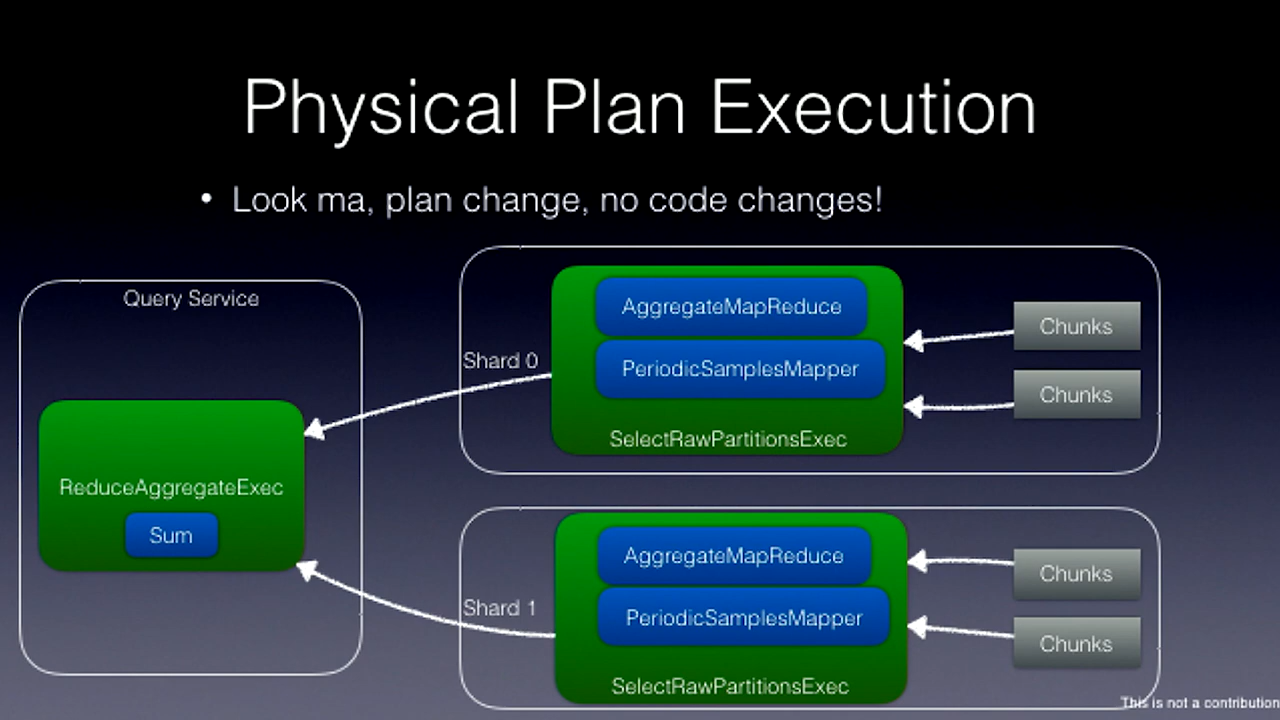 Physical Plan Execution
• Look ma, plan change, no code changes!
Query Service
ReduceAggregateExec
Sum
Shard 0
AggregateMapReduce
PeriodicSamplesMapper
SelectRawPartitionsExec
Chunks
Chunks
Shard 1
AggregateMapReduce
PeriodicSamplesMapper
SelectRawPartitionsExec
Chunks
Chunks
This is not a contribution